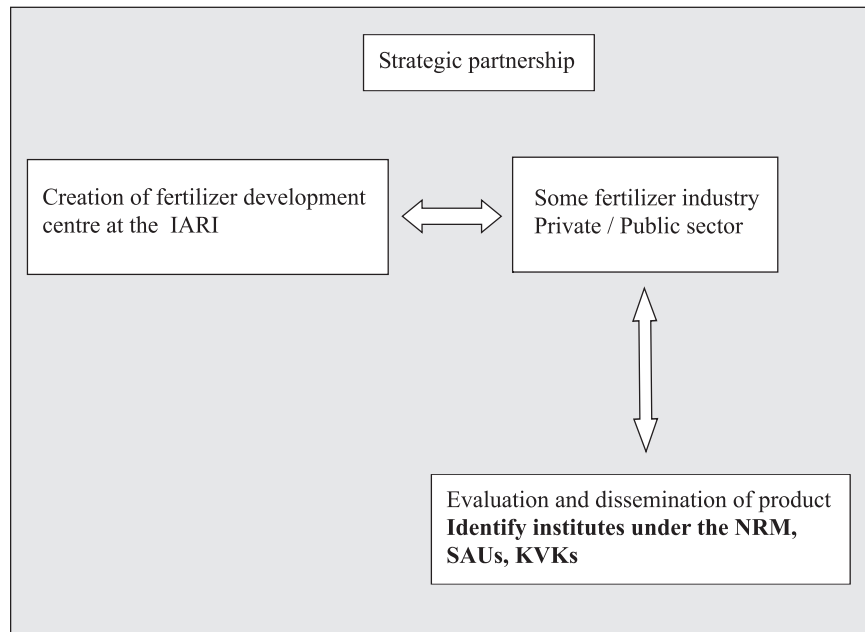 Strategic partnership
Creation of fertilizer development
centre at the IARI
Some fertilizer industry
Private / Public sector
Evaluation and dissemination of product
Identify institutes under the NRM,
SAUs, KVKs